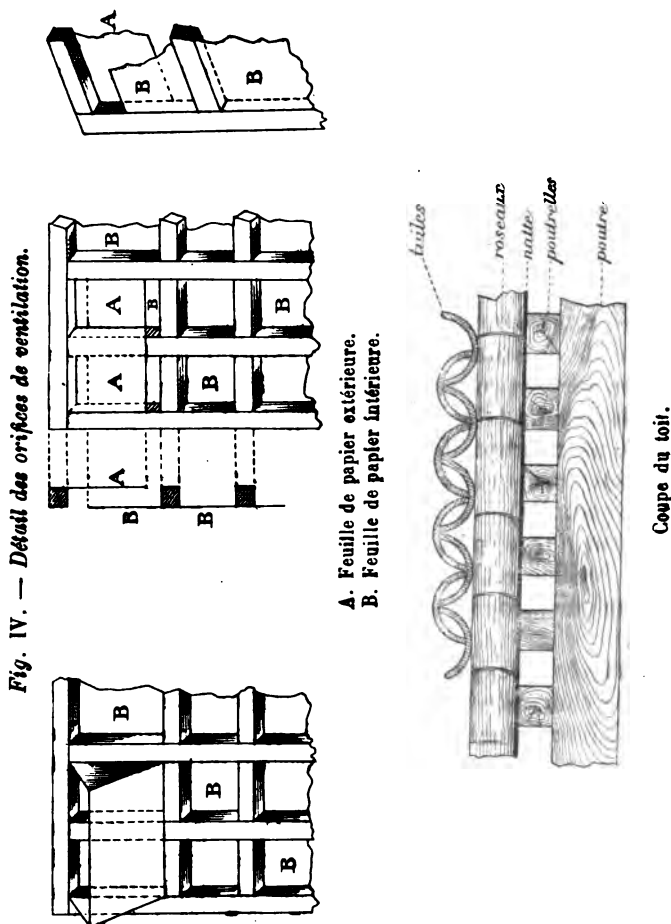 Fig. IV. — Détail des orifices de ventilation.
B
B
B
B
A
B
A
A
B
B
B
B
A
B
B
A. Feuille de papier extérieure.
B. Feuille de papier intérieure.
tuiles
roseaux
natte
poutrelles
poutre
Coupe du toit.